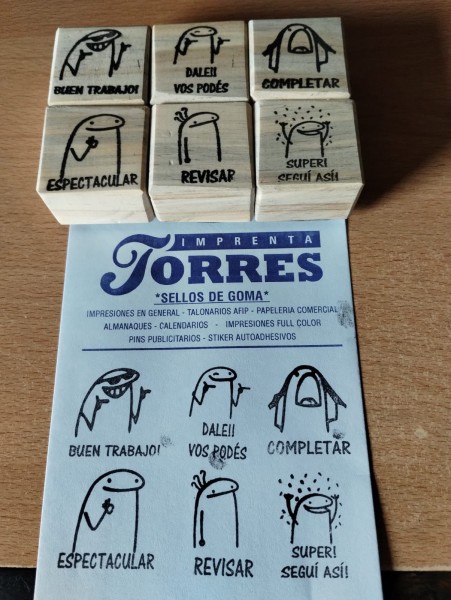 BUEN TRABAJO!
DALE!!
VOS PODÉS
COMPLETAR
ESPECTACULAR
REVISAR
SUPER!
SEGUÍ ASÍ!
IMPRENTA
TORRES
*SELLOS DE GOMA*
IMPRESIONES EN GENERAL - TALONARIOS AFIP - PAPELERIA COMERCIAL
ALMANAQUES - CALENDARIOS - IMPRESIONES FULL COLOR
PINS PUBLICITARIOS - STIKER AUTOADHESIVOS
BUEN TRABAJO!
DALE!!
VOS PODÉS
COMPLETAR
ESPECTACULAR
REVISAR
SUPER!
SEGUÍ ASÍ!